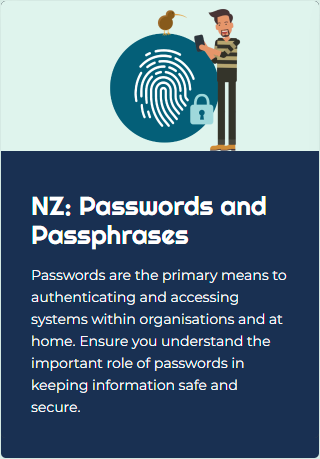 NZ: Passwords and
Passphrases
Passwords are the primary means to
authenticating and accessing
systems within organisations and at
home. Ensure you understand the
important role of passwords in
keeping information safe and
secure.